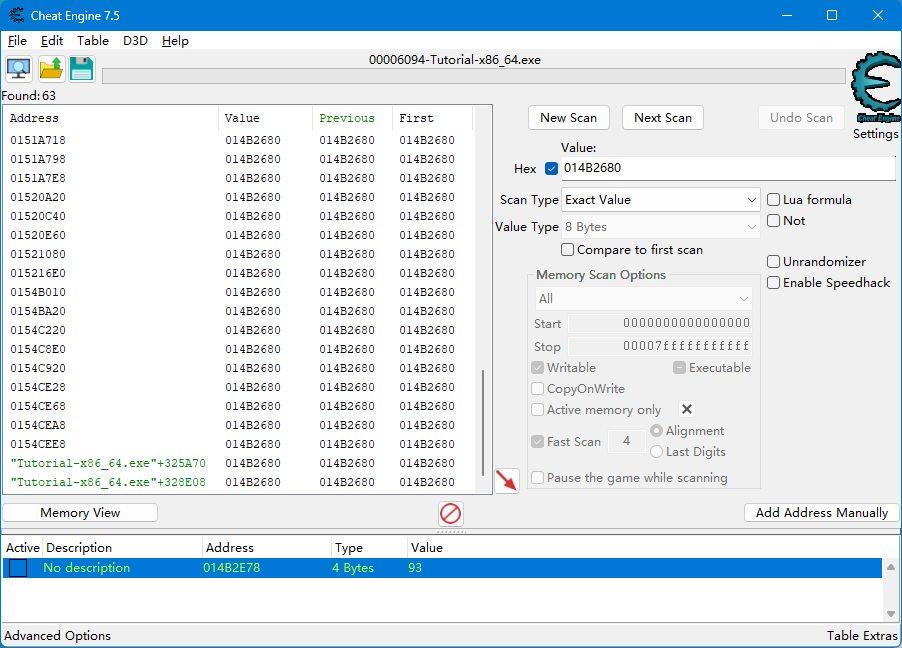 Cheat Engine 7.5
File Edit Table D3D Help
00006094-Tutorial-x86_64.exe
Found: 63
Cheat Engine
Settings
Address Value Previous First
0151A718 014B2680 014B2680 014B2680
0151A798 014B2680 014B2680 014B2680
0151A7E8 014B2680 014B2680 014B2680
01520A20 014B2680 014B2680 014B2680
01520C40 014B2680 014B2680 014B2680
01520E60 014B2680 014B2680 014B2680
01521080 014B2680 014B2680 014B2680
015216E0 014B2680 014B2680 014B2680
0154B010 014B2680 014B2680 014B2680
0154BA20 014B2680 014B2680 014B2680
0154C220 014B2680 014B2680 014B2680
0154C8E0 014B2680 014B2680 014B2680
0154C920 014B2680 014B2680 014B2680
0154CE28 014B2680 014B2680 014B2680
0154CE68 014B2680 014B2680 014B2680
0154CEA8 014B2680 014B2680 014B2680
0154CEE8 014B2680 014B2680 014B2680
"Tutorial-x86_64.exe"+325A70 014B2680 014B2680 014B2680
"Tutorial-x86_64.exe"+328E08 014B2680 014B2680 014B2680
New Scan Next Scan Undo Scan
Value:
Hex 014B2680
Scan Type Exact Value Lua formula
Not
Value Type 8 Bytes
Compare to first scan
Unrandomizer
Enable Speedhack
Memory Scan Options
All
Start 0000000000000000
Stop 00007fffffffffff
Writable Executable
CopyOnWrite
Active memory only
Fast Scan 4 Alignment
Last Digits
Pause the game while scanning
Memory View Add Address Manually
Active Description Address Type Value
No description 014B2E78 4 Bytes 93
Advanced Options Table Extras